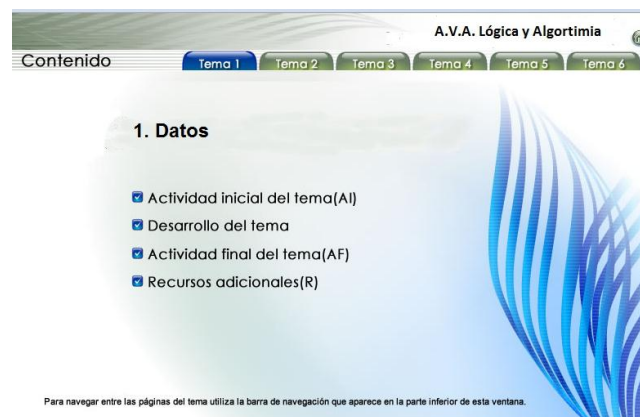 A.V.A. Lógica y Algortimia
Contenido
Tema 1 Tema 2 Tema 3 Tema 4 Tema 5 Tema 6
1. Datos
Actividad inicial del tema(AI)
Desarrollo del tema
Actividad final del tema(AF)
Recursos adicionales(R)
Para navegar entre las páginas del tema utiliza la barra de navegación que aparece en la parte inferior de esta ventana.